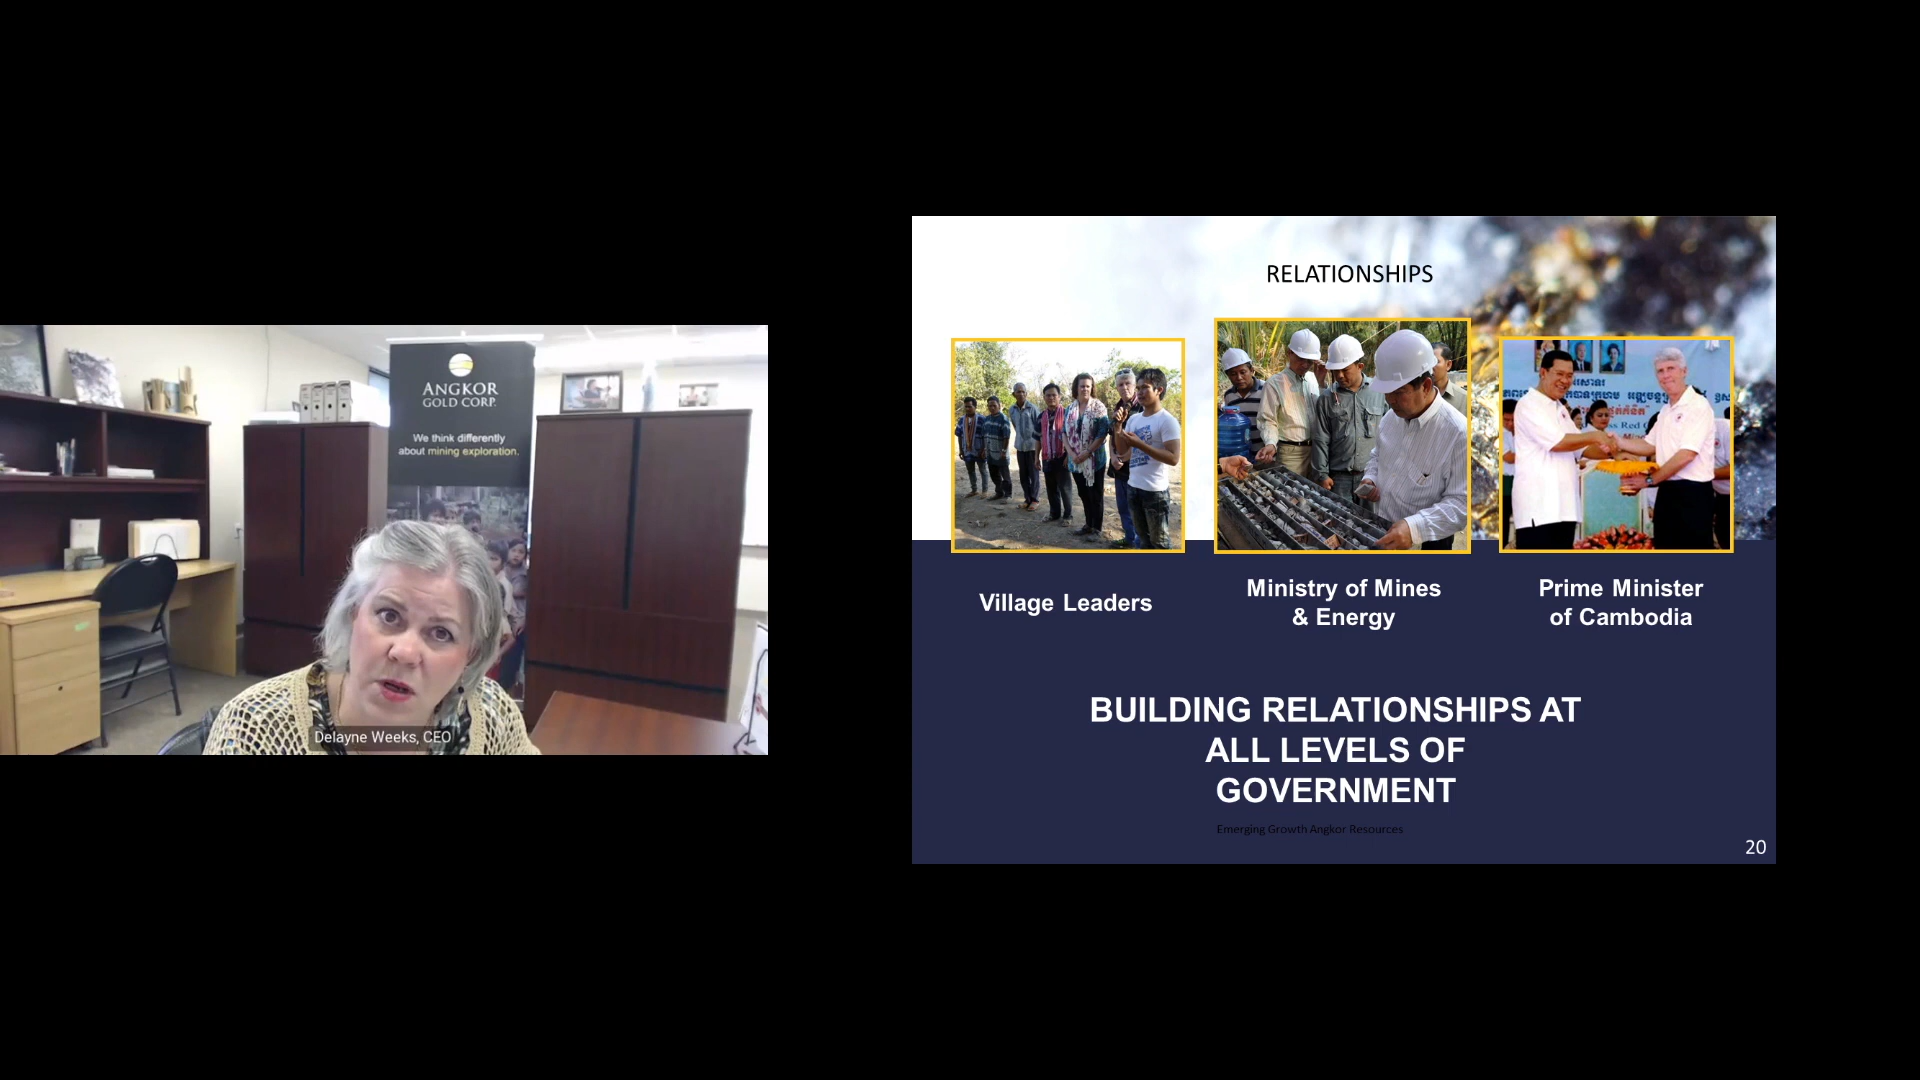 ANGKOR
GOLD CORP.
We think differently
about mining exploration.
Delayne Weeks, CEO
RELATIONSHIPS
Village Leaders
Ministry of Mines
& Energy
Prime Minister
of Cambodia
BUILDING RELATIONSHIPS AT
ALL LEVELS OF
GOVERNMENT
Emerging Growth Angkor Resources
20